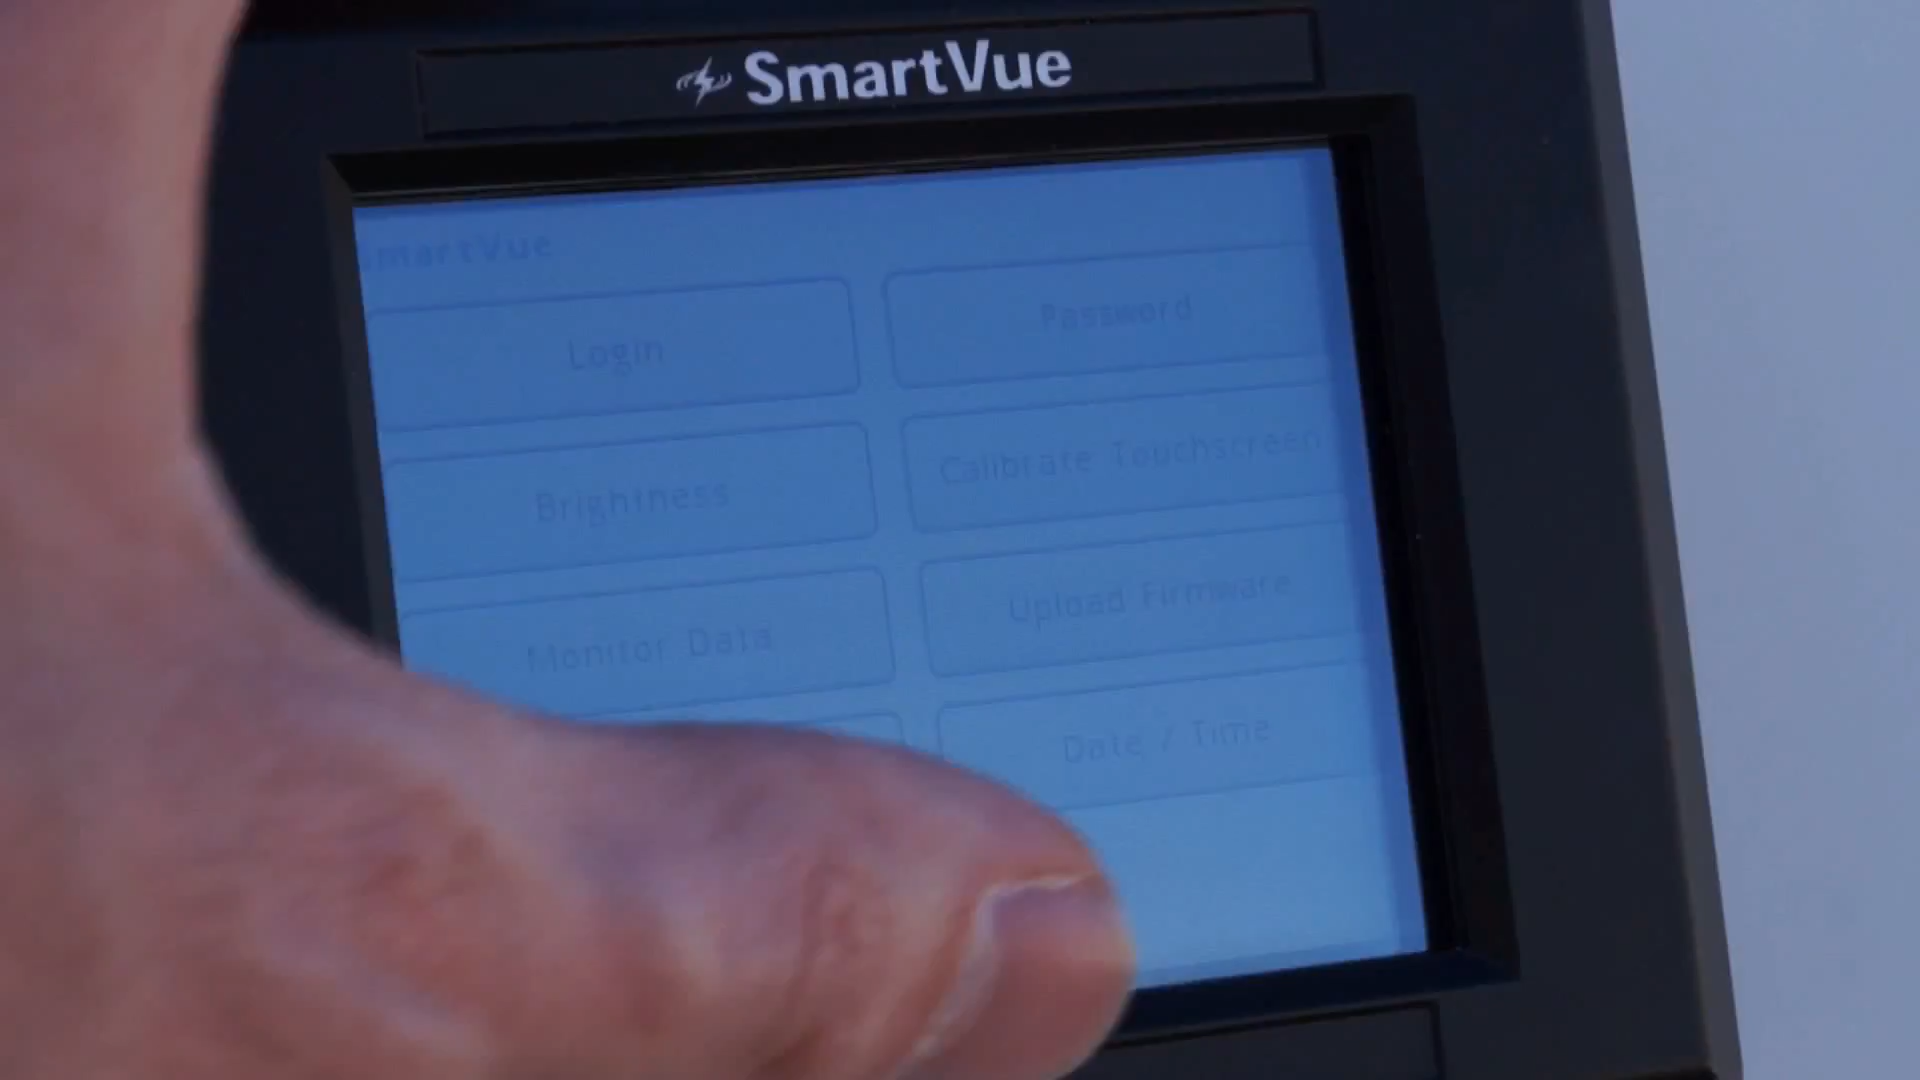 SmartVue
SmartVue
Login
Password
Brightness
Calibrate Touchscreen
Monitor Data
Upload Firmware
Date / Time